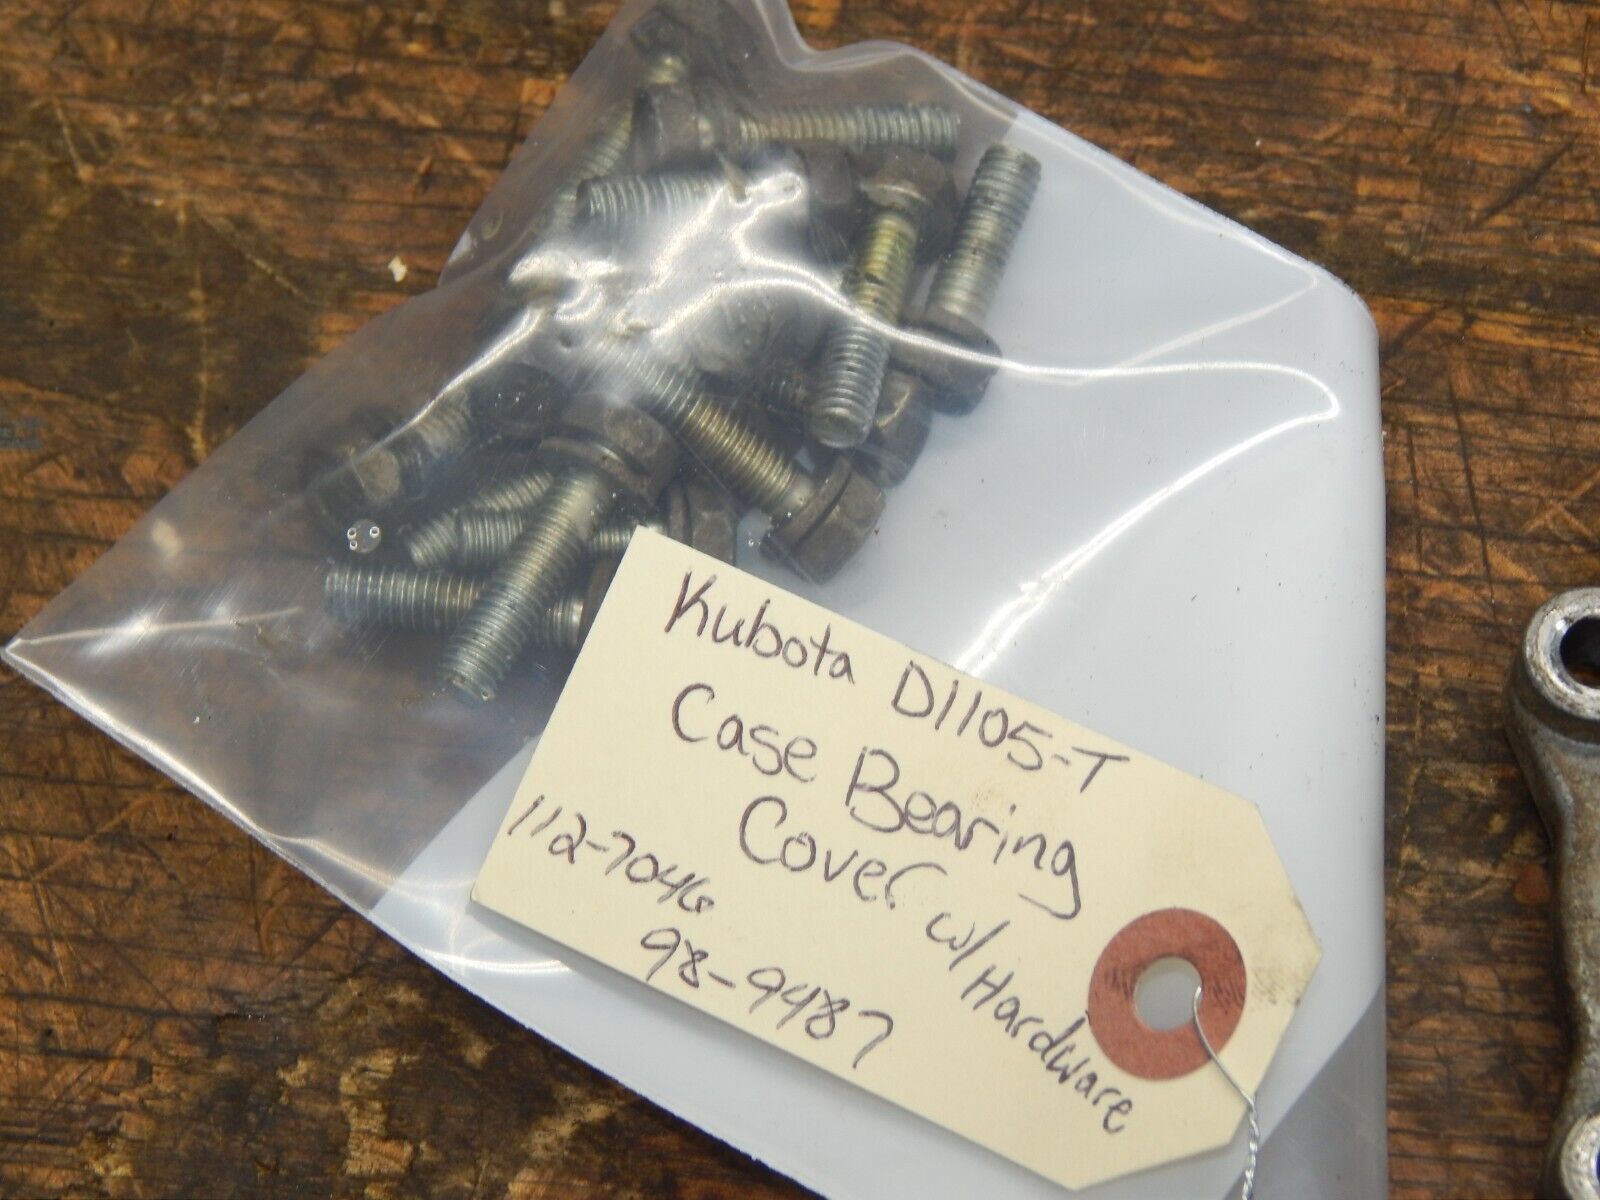 Kubota D1105-T
Case Bearing
Cover w/ Hardware
112-7046
98-9487